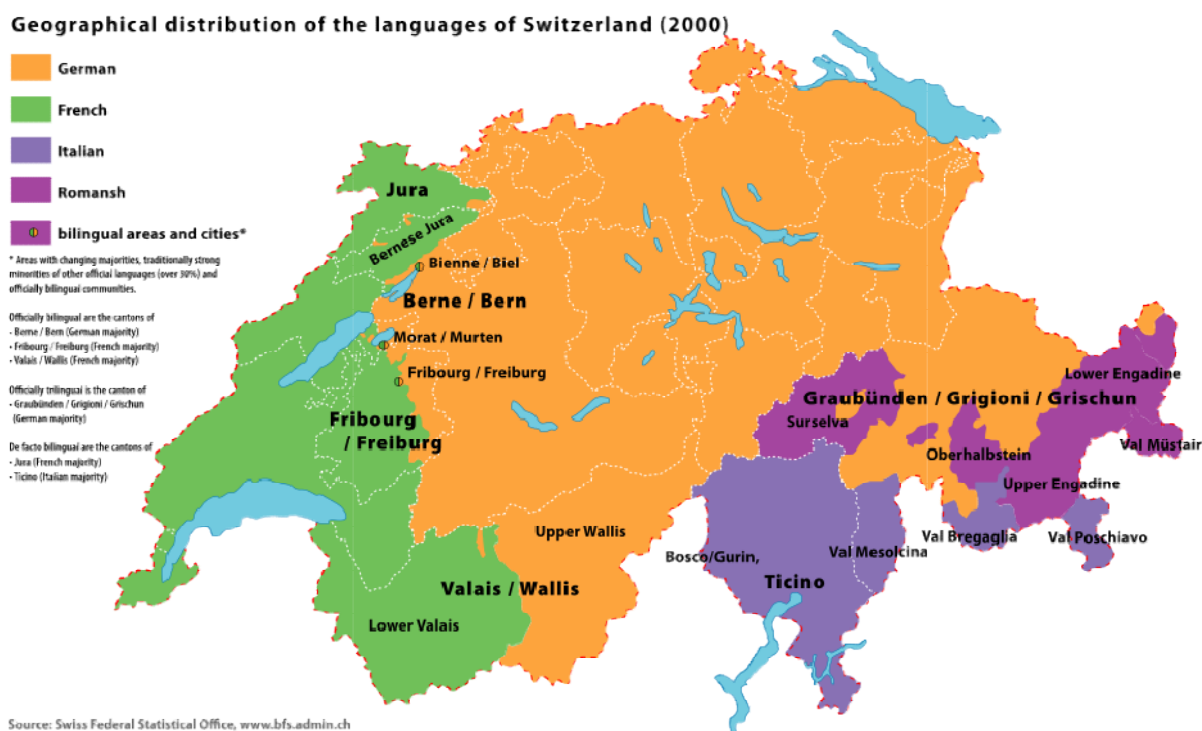 Geographical distribution of the languages of Switzerland (2000)
German
French
Italian
Romansh
bilingual areas and cities*
* Areas with changing majorities, traditionally strong
minorities of other official languages (over 30%) and
officially bilingual communities.
Officially bilingual are the cantons of
- Berne / Bern (German majority)
- Fribourg / Freiburg (French majority)
- Valais / Wallis (French majority)
Officially trilingual is the canton of
- Graubünden / Grigioni / Grischun
(German majority)
De facto bilingual are the cantons of
- Jura (French majority)
- Ticino (Italian majority)
Jura
Bernese Jura
Bienne / Biel
Berne / Bern
Morat / Murten
Fribourg / Freiburg
Fribourg
/ Freiburg
Lower Engadine
Graubünden / Grigioni / Grischun
Surselva
Val Müstair
Oberhalbstein
Upper Engadine
Upper Wallis
Val Bregaglia
Val Poschiavo
Bosco/Gurin,
Val Mesolcina
Ticino
Valais / Wallis
Lower Valais
Source: Swiss Federal Statistical Office, www.bfs.admin.ch